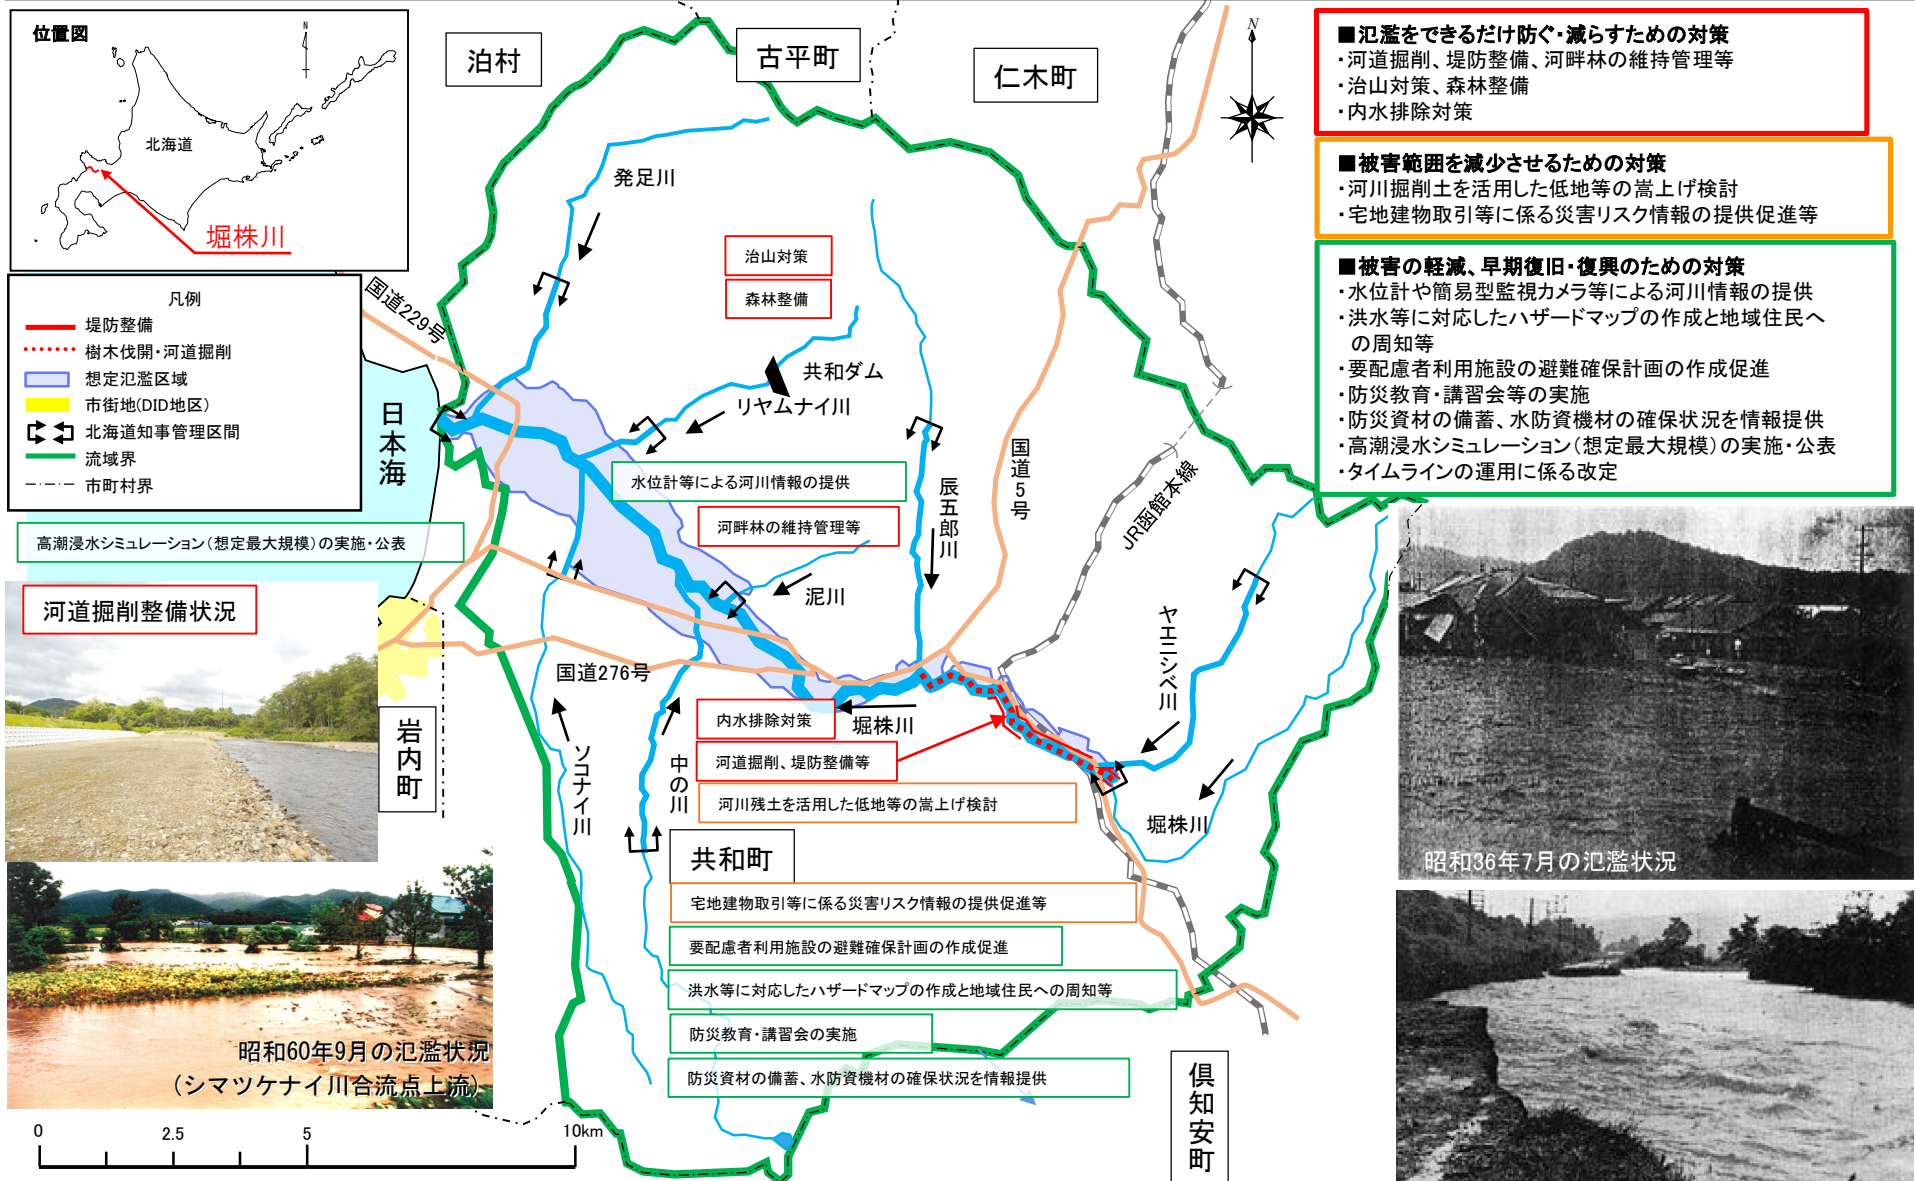 位置図
N
北海道
堀株川
凡例
堤防整備
樹木伐開・河道掘削
想定氾濫区域
市街地(DID地区)
北海道知事管理区間
流域界
市町村界
泊村
古平町
仁木町
N
■氾濫をできるだけ防ぐ・減らすための対策
・河道掘削、堤防整備、河畔林の維持管理等
・治山対策、森林整備
・内水排除対策
■被害範囲を減少させるための対策
・河川掘削土を活用した低地等の嵩上げ検討
・宅地建物取引等に係る災害リスク情報の提供促進等
■被害の軽減、早期復旧・復興のための対策
・水位計や簡易型監視カメラ等による河川情報の提供
・洪水等に対応したハザードマップの作成と地域住民へ
の周知等
・要配慮者利用施設の避難確保計画の作成促進
・防災教育・講習会等の実施
・防災資材の備蓄、水防資機材の確保状況を情報提供
・高潮浸水シミュレーション(想定最大規模)の実施・公表
・タイムラインの運用に係る改定
発足川
治山対策
森林整備
国道229号
共和ダム
リヤムナイ川
日本海
国道5号
JR函館本線
水位計等による河川情報の提供
辰五郎川
河畔林の維持管理等
高潮浸水シミュレーション(想定最大規模)の実施・公表
河道掘削整備状況
泥川
ヤエニシベ川
国道276号
岩内町
ソコナイ川
中の川
内水排除対策
堀株川
河道掘削、堤防整備等
河川残土を活用した低地等の嵩上げ検討
堀株川
共和町
宅地建物取引等に係る災害リスク情報の提供促進等
要配慮者利用施設の避難確保計画の作成促進
洪水等に対応したハザードマップの作成と地域住民への周知等
防災教育・講習会の実施
防災資材の備蓄、水防資機材の確保状況を情報提供
倶知安町
昭和36年7月の氾濫状況
昭和60年9月の氾濫状況
(シマツケナイ川合流点上流)
0 2.5 5 10km